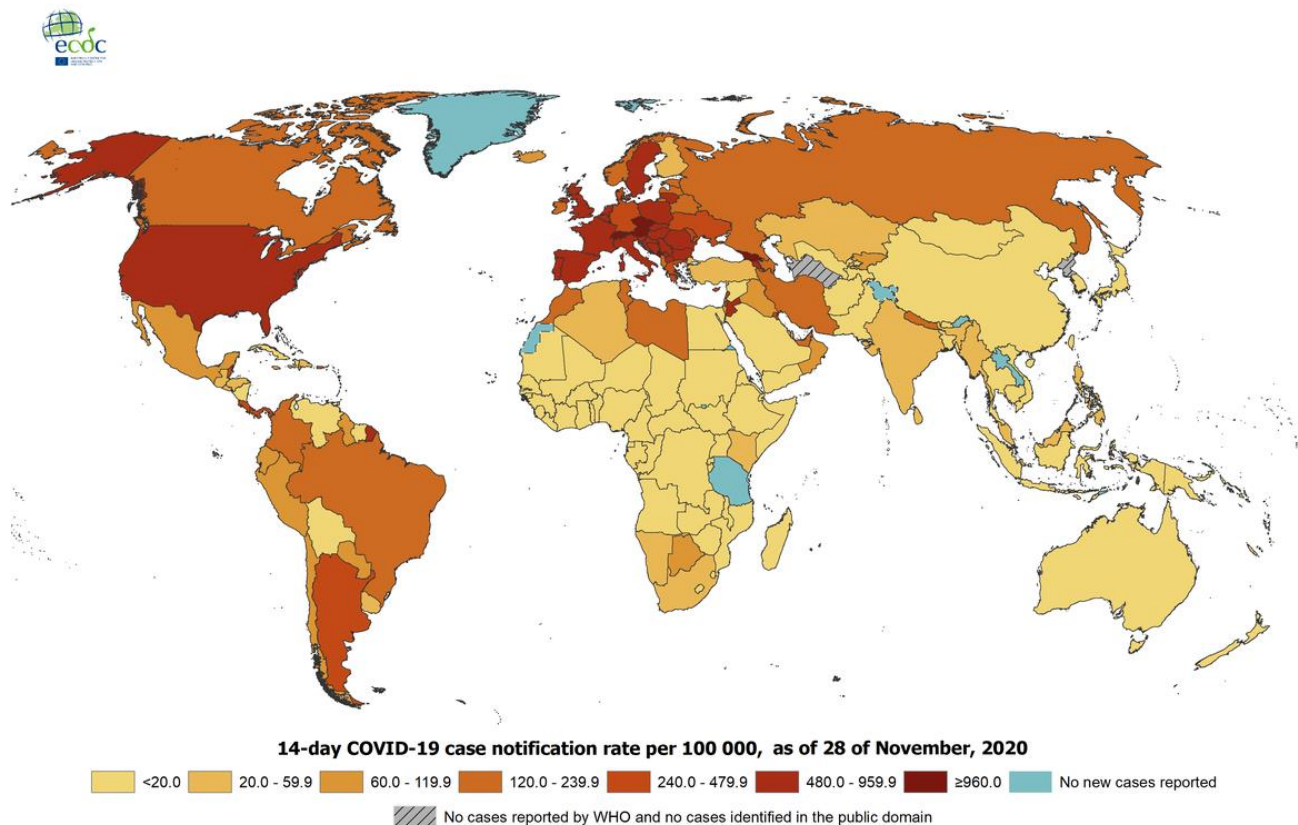 ecdc
14-day COVID-19 case notification rate per 100 000, as of 28 of November, 2020
<20.0 20.0 - 59.9 60.0 - 119.9 120.0 - 239.9 240.0 - 479.9 480.0 - 959.9 ≥960.0 No new cases reported
No cases reported by WHO and no cases identified in the public domain